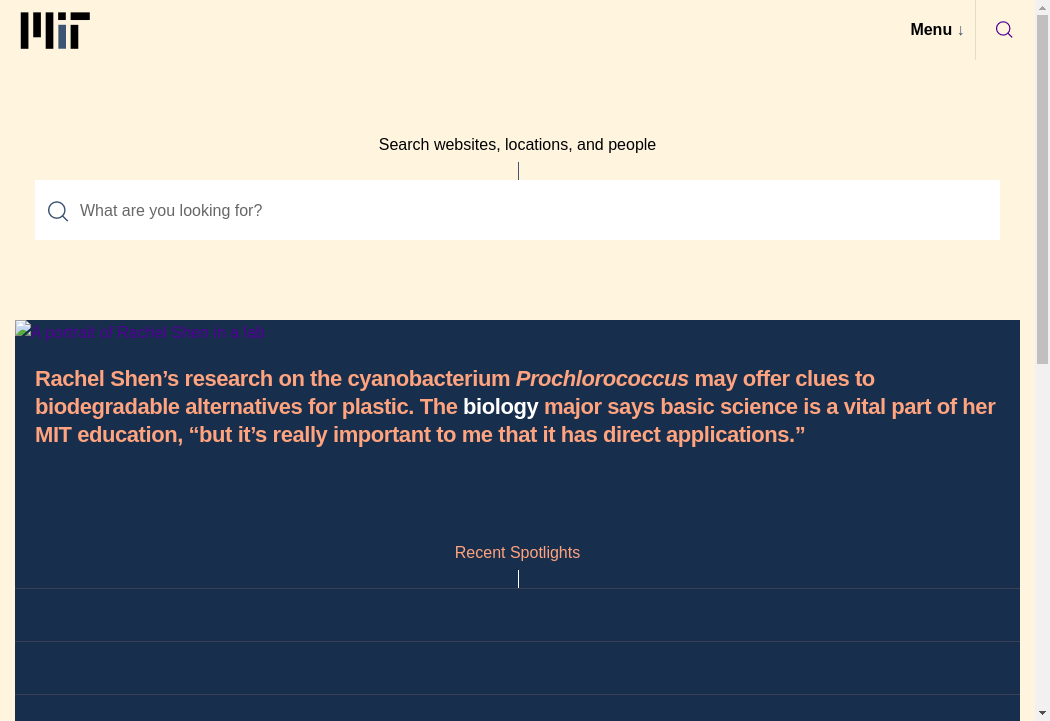 MIT
Menu ↓
Search websites, locations, and people
What are you looking for?
A portrait of Rachel Shen in a lab
Rachel Shen’s research on the cyanobacterium Prochlorococcus may offer clues to
biodegradable alternatives for plastic. The biology major says basic science is a vital part of her
MIT education, “but it’s really important to me that it has direct applications.”
Recent Spotlights